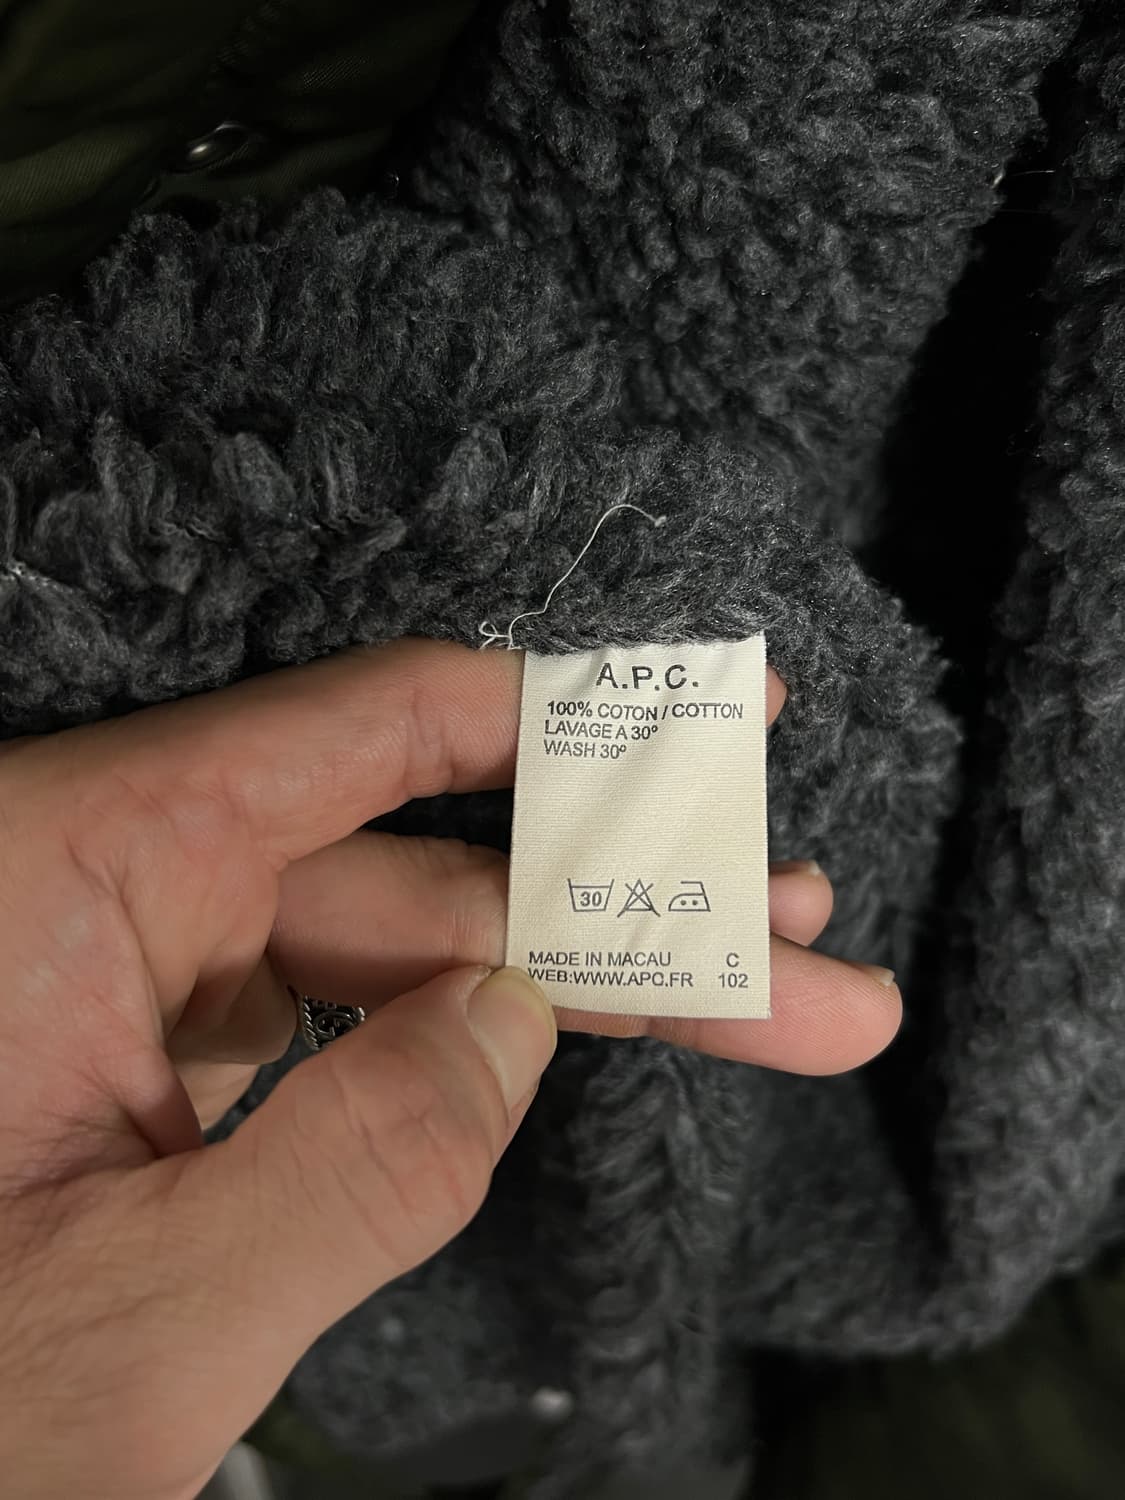 A.P.C.
100% COTON / COTTON
LAVAGE A 30°
WASH 30°
30
MADE IN MACAU C
WEB:WWW.APC.FR 102